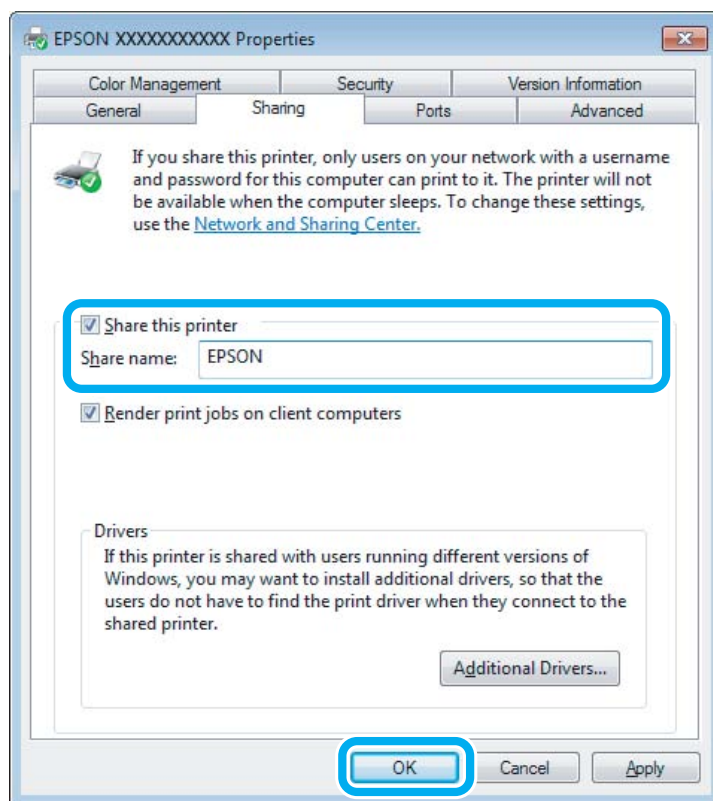 EPSON XXXXXXXXXXX Properties
Color Management Security Version Information
General Sharing Ports Advanced
If you share this printer, only users on your network with a username
and password for this computer can print to it. The printer will not
be available when the computer sleeps. To change these settings,
use the Network and Sharing Center.
Share this printer
Share name: EPSON
Render print jobs on client computers
Drivers
If this printer is shared with users running different versions of
Windows, you may want to install additional drivers, so that the
users do not have to find the print driver when they connect to the
shared printer.
Additional Drivers...
OK Cancel Apply